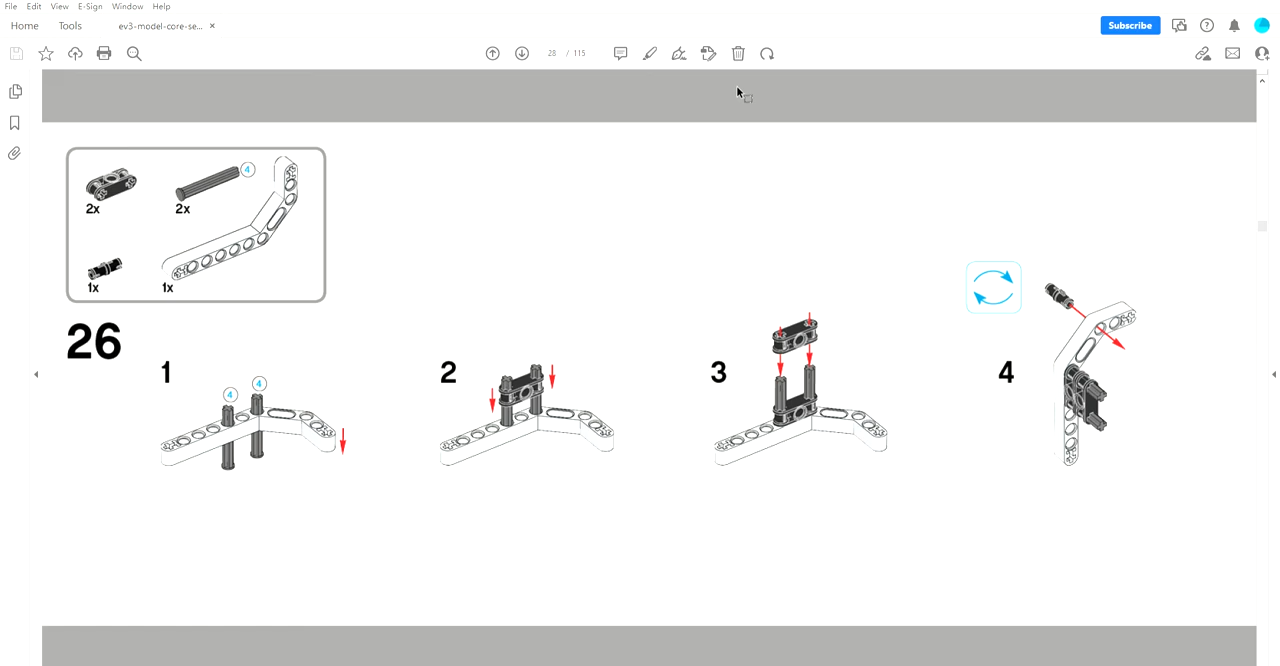 File Edit View E-Sign Window Help
Home Tools ev3-model-core-se... × Subscribe
28 / 115
4
2x 2x
1x 1x
26
1 2 3 4
4 4